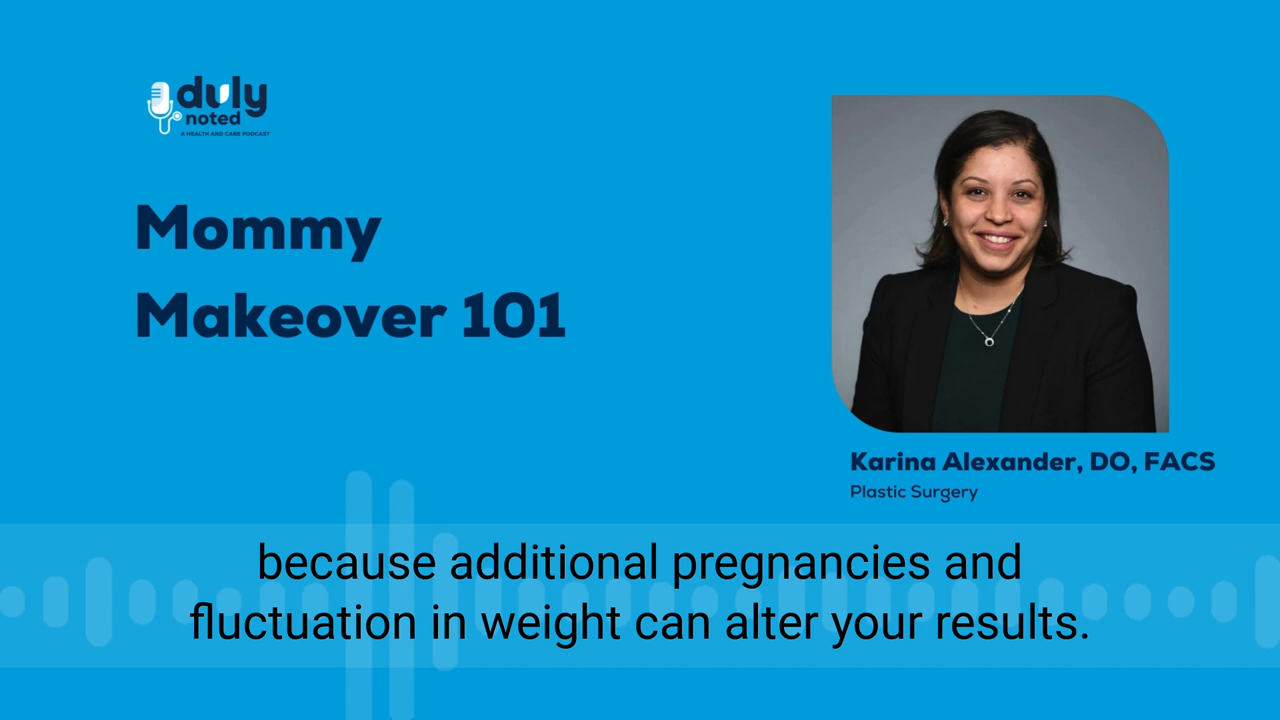 duly
noted
A HEALTH AND CARE PODCAST
Mommy
Makeover 101
Karina Alexander, DO, FACS
Plastic Surgery
because additional pregnancies and
fluctuation in weight can alter your results.